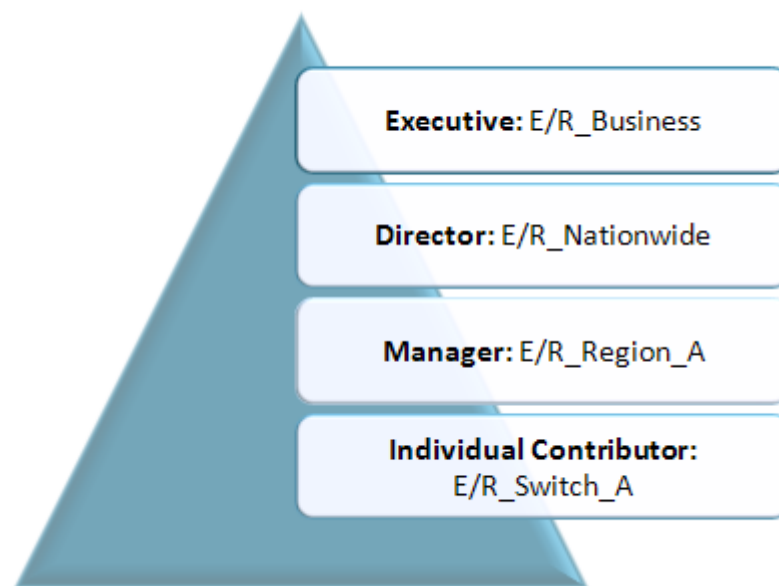 Executive: E/R_Business
Director: E/R_Nationwide
Manager: E/R_Region_A
Individual Contributor:
E/R_Switch_A